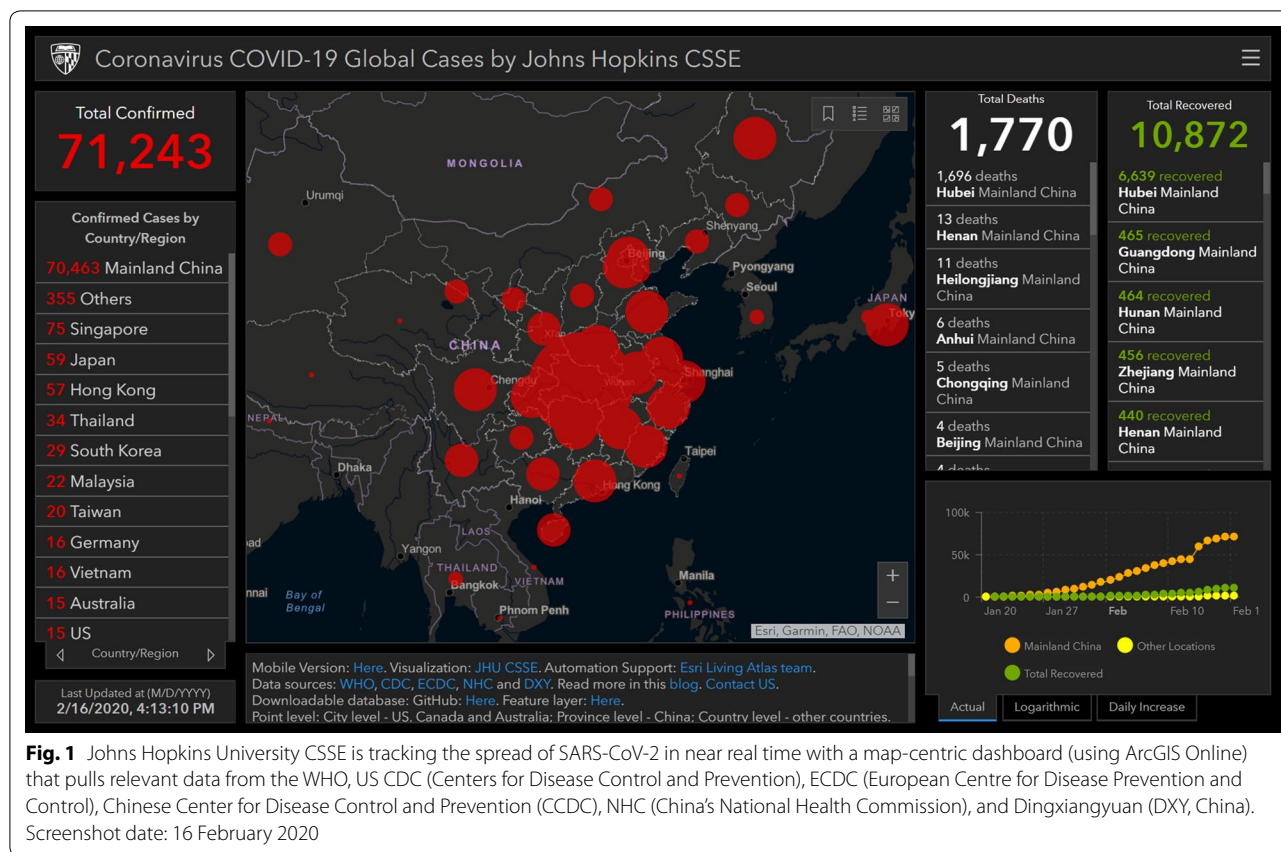 Coronavirus COVID-19 Global Cases by Johns Hopkins CSSE
Total Confirmed
71,243
Confirmed Cases by
Country/Region
70,463 Mainland China
355 Others
75 Singapore
59 Japan
57 Hong Kong
34 Thailand
29 South Korea
22 Malaysia
20 Taiwan
16 Germany
16 Vietnam
15 Australia
15 US
Country/Region
Last Updated at (M/D/YYYY)
2/16/2020, 4:13:10 PM
MONGOLIA
Urumqi
Shenyang
Beijing
Pyongyang
Seoul
JAPAN
Toky
CHINA
Xi'an
Chengdu
Wuhan
Shanghai
NEPAL
Dhaka
Taipei
Hong Kong
Hanoi
LAOS
Yangon
THAILAND
VIETNAM
Bangkok
Manila
nnai
Bay of
Bengal
Phnom Penh
PHILIPPINES
ad
+
−
Esri, Garmin, FAO, NOAA
Mobile Version: Here. Visualization: JHU CSSE. Automation Support: Esri Living Atlas team.
Data sources: WHO, CDC, ECDC, NHC and DXY. Read more in this blog. Contact US.
Downloadable database: GitHub: Here. Feature layer: Here.
Point level: City level - US, Canada and Australia; Province level - China; Country level - other countries.
Total Deaths
1,770
1,696 deaths
Hubei Mainland China
13 deaths
Henan Mainland China
11 deaths
Heilongjiang Mainland
China
6 deaths
Anhui Mainland China
5 deaths
Chongqing Mainland
China
4 deaths
Beijing Mainland China
4 deaths
Total Recovered
10,872
6,639 recovered
Hubei Mainland
China
465 recovered
Guangdong Mainland
China
464 recovered
Hunan Mainland
China
456 recovered
Zhejiang Mainland
China
440 recovered
Henan Mainland
China
100k
50k
0
Jan 20 Jan 27 Feb Feb 10 Feb 1
Mainland China Other Locations
Total Recovered
Actual Logarithmic Daily Increase
Fig. 1 Johns Hopkins University CSSE is tracking the spread of SARS-CoV-2 in near real time with a map-centric dashboard (using ArcGIS Online)
that pulls relevant data from the WHO, US CDC (Centers for Disease Control and Prevention), ECDC (European Centre for Disease Prevention and
Control), Chinese Center for Disease Control and Prevention (CCDC), NHC (China's National Health Commission), and Dingxiangyuan (DXY, China).
Screenshot date: 16 February 2020